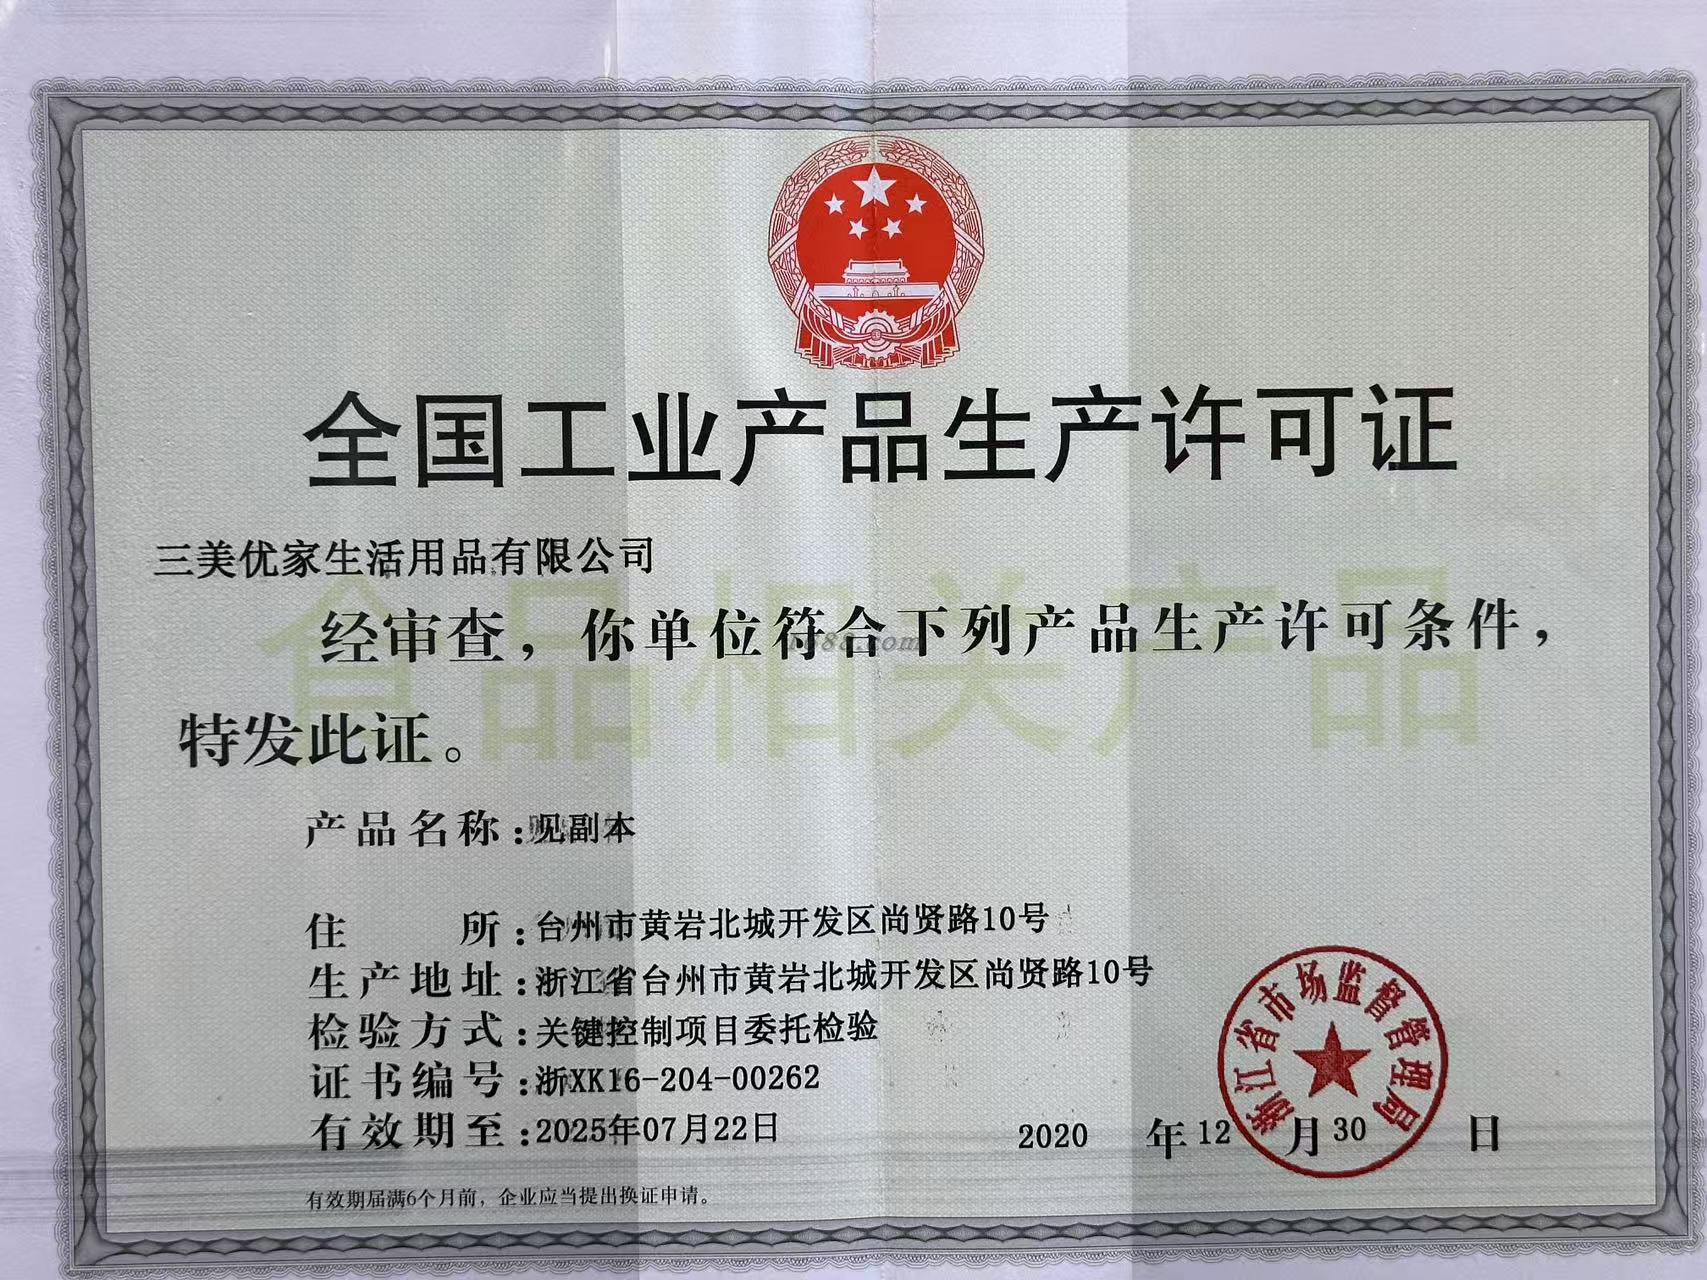 全国工业产品生产许可证
三美优家生活用品有限公司
食品相关产品
经审查，你单位符合下列产品生产许可条件，
1688.com
特发此证。
产品名称：见副本
住所：台州市黄岩北城开发区尚贤路10号
生产地址：浙江省台州市黄岩北城开发区尚贤路10号
检验方式：关键控制项目委托检验
证书编号：浙XK16-204-00262
有效期至：2025年07月22日
2020 年 12 月 30 日
浙江省市场监督管理局
有效期届满6个月前，企业应当提出换证申请。